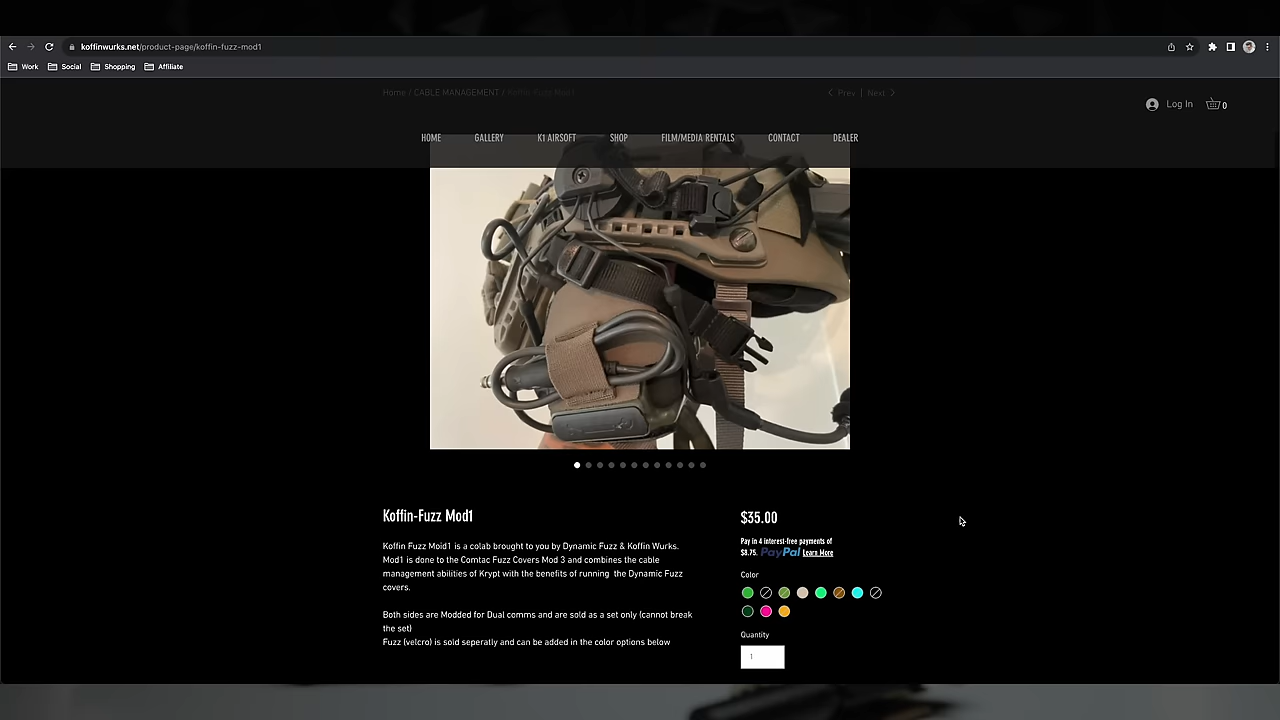 koffinwurks.net/product-page/koffin-fuzz-mod1
Work Social Shopping Affiliate
Home / CABLE MANAGEMENT / Koffin-Fuzz Mod1
Prev | Next
Log In 0
HOME GALLERY K1 AIRSOFT SHOP FILM/MEDIA RENTALS CONTACT DEALER
Koffin-Fuzz Mod1
Koffin Fuzz Moid1 is a colab brought to you by Dynamic Fuzz & Koffin Wurks.
Mod1 is done to the Comtac Fuzz Covers Mod 3 and combines the cable
management abilities of Krypt with the benefits of running the Dynamic Fuzz
covers.
Both sides are Modded for Dual comms and are sold as a set only (cannot break
the set)
Fuzz (velcro) is sold seperatly and can be added in the color options below
$35.00
Pay in 4 interest-free payments of
$8.75. PayPal Learn More
Color
Quantity
1